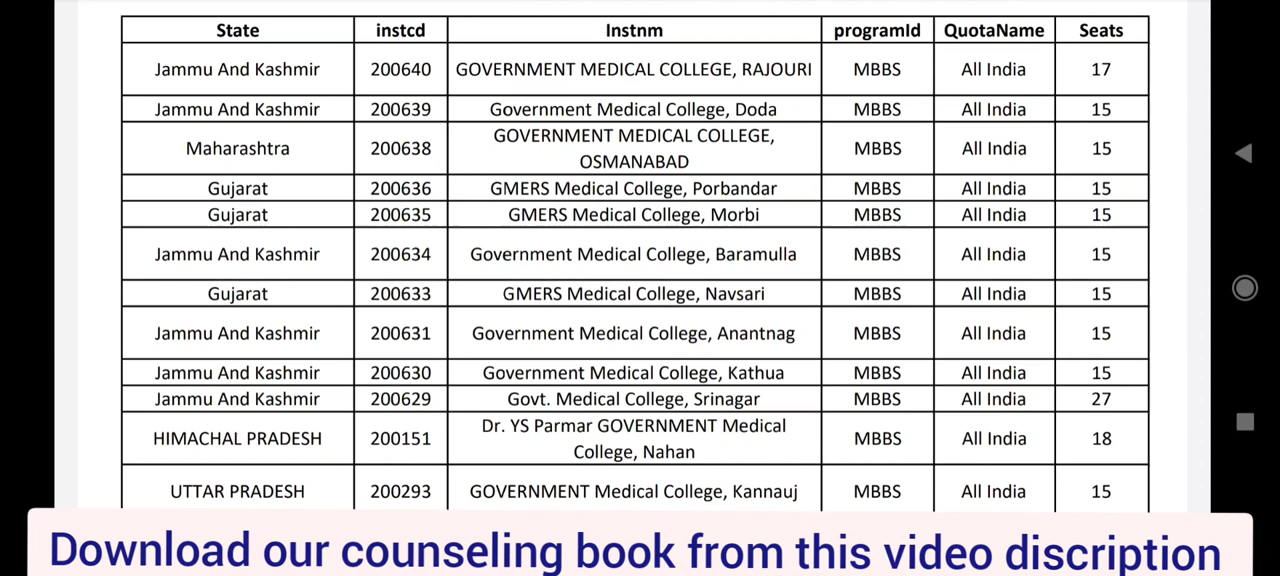 State instcd Instnm programId QuotaName Seats
Jammu And Kashmir 200640 GOVERNMENT MEDICAL COLLEGE, RAJOURI MBBS All India 17
Jammu And Kashmir 200639 Government Medical College, Doda MBBS All India 15
Maharashtra 200638 GOVERNMENT MEDICAL COLLEGE, OSMANABAD MBBS All India 15
Gujarat 200636 GMERS Medical College, Porbandar MBBS All India 15
Gujarat 200635 GMERS Medical College, Morbi MBBS All India 15
Jammu And Kashmir 200634 Government Medical College, Baramulla MBBS All India 15
Gujarat 200633 GMERS Medical College, Navsari MBBS All India 15
Jammu And Kashmir 200631 Government Medical College, Anantnag MBBS All India 15
Jammu And Kashmir 200630 Government Medical College, Kathua MBBS All India 15
Jammu And Kashmir 200629 Govt. Medical College, Srinagar MBBS All India 27
HIMACHAL PRADESH 200151 Dr. YS Parmar GOVERNMENT Medical College, Nahan MBBS All India 18
UTTAR PRADESH 200293 GOVERNMENT Medical College, Kannauj MBBS All India 15
Download our counseling book from this video discription